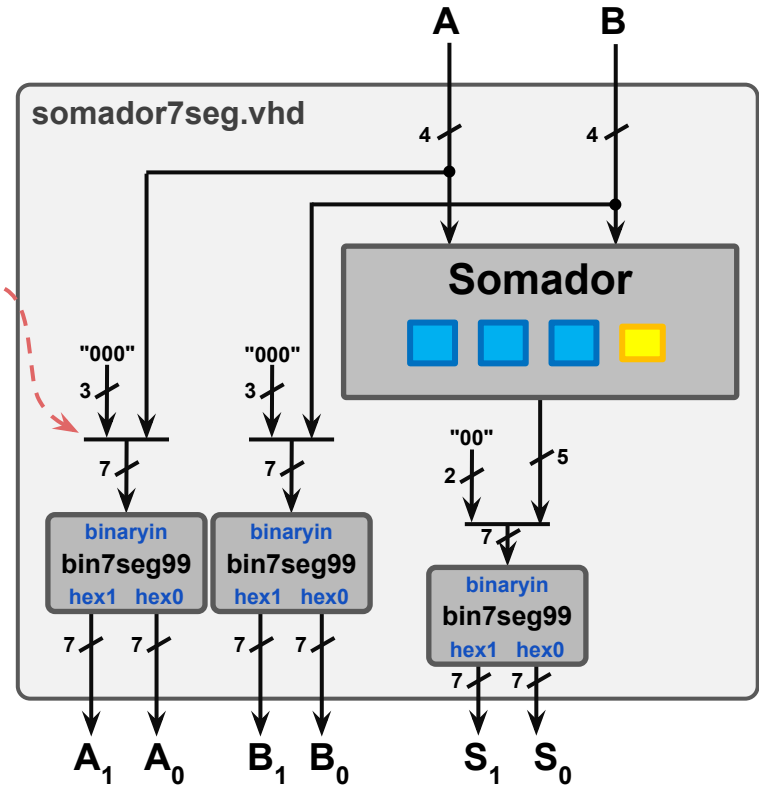 A B
somador7seg.vhd
4 4
Somador
"000" "000"
3 3
"00"
2 5
7 7
7
binaryin binaryin
bin7seg99 bin7seg99
hex1 hex0 hex1 hex0
binaryin
bin7seg99
hex1 hex0
7 7 7 7
7 7
A1 A0 B1 B0 S1 S0